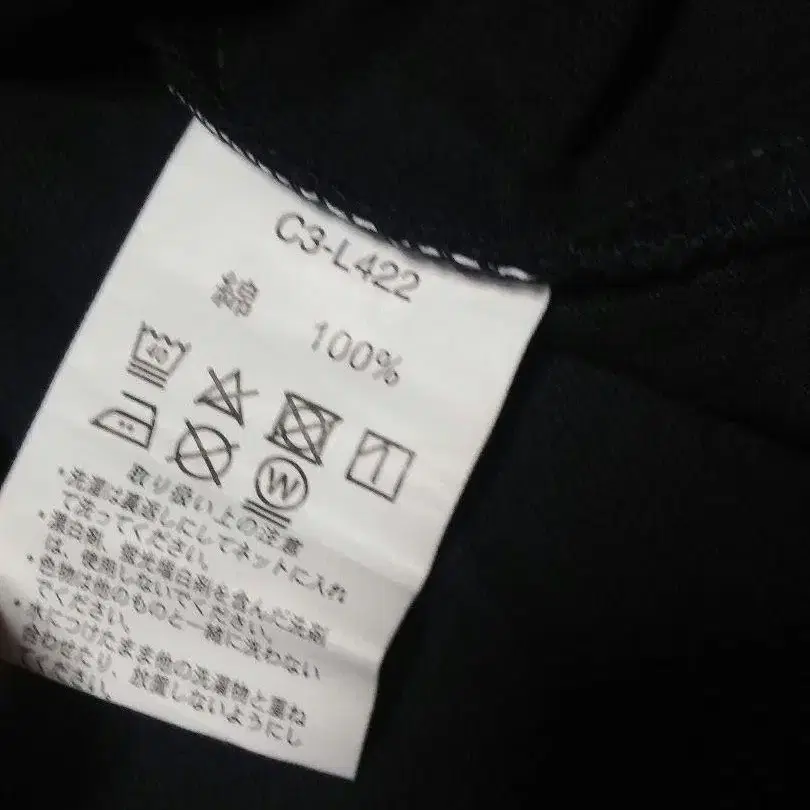 C3-L422
綿 100%
40
W
取り扱い上の注意
・洗濯は裏返しにしてネットに入れ
て洗ってください。
・漂白剤、蛍光漂白剤を含んだ洗剤
は、使用しないでください。
・色物は他のものと一緒に洗わない
でください。
・水につけたまま他の洗濯物と重ね
合わせたり、放置しないようにし
てください。